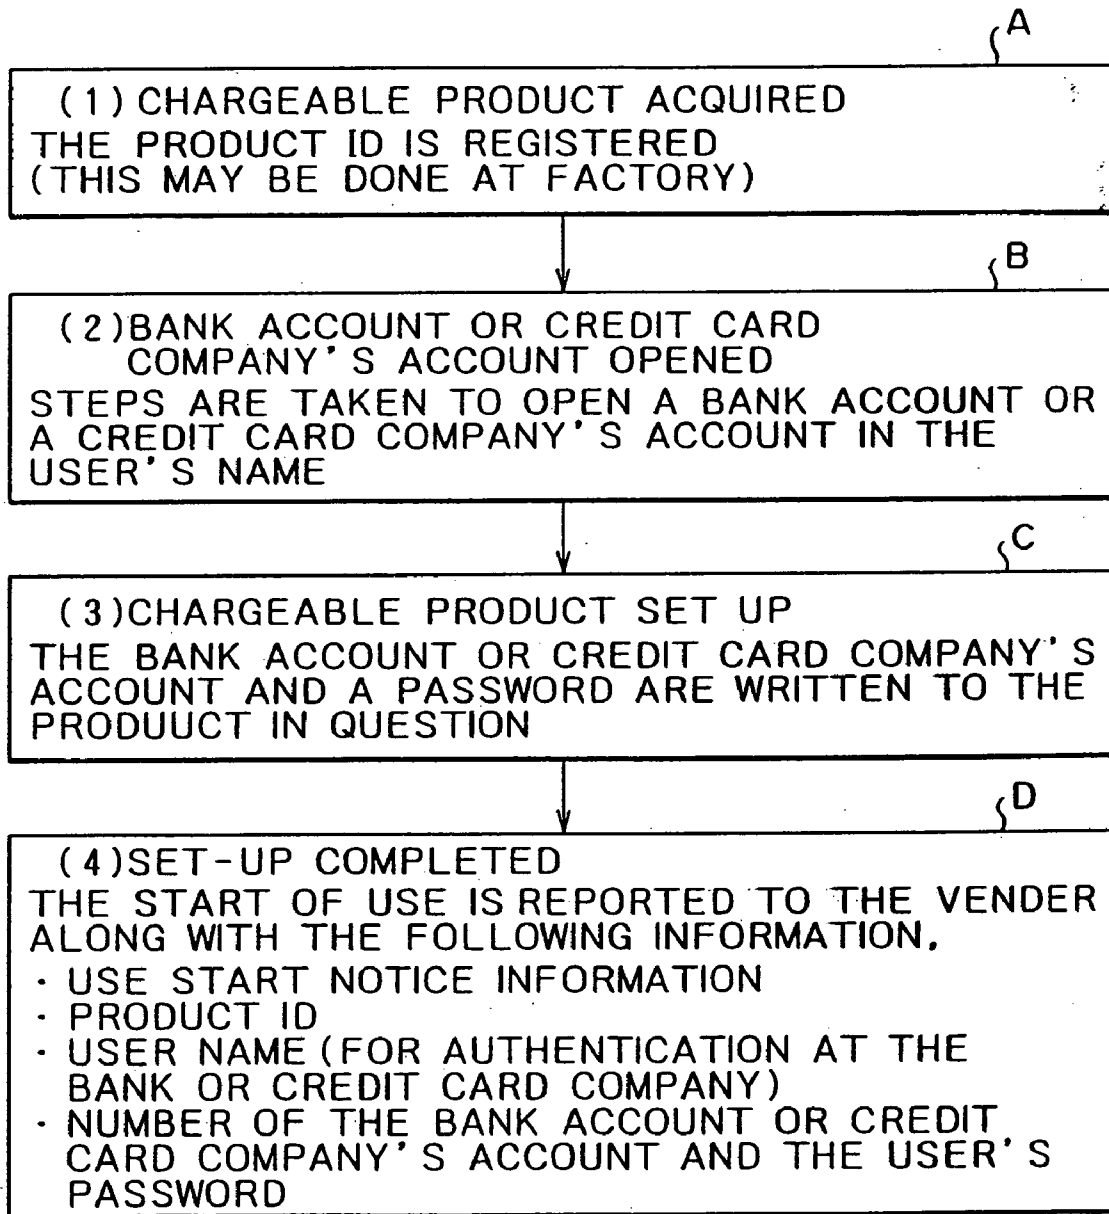 A
(1) CHARGEABLE PRODUCT ACQUIRED
THE PRODUCT ID IS REGISTERED
(THIS MAY BE DONE AT FACTORY)
B
(2)BANK ACCOUNT OR CREDIT CARD
COMPANY'S ACCOUNT OPENED
STEPS ARE TAKEN TO OPEN A BANK ACCOUNT OR
A CREDIT CARD COMPANY'S ACCOUNT IN THE
USER'S NAME
C
(3)CHARGEABLE PRODUCT SET UP
THE BANK ACCOUNT OR CREDIT CARD COMPANY'S
ACCOUNT AND A PASSWORD ARE WRITTEN TO THE
PRODUUCT IN QUESTION
D
(4)SET-UP COMPLETED
THE START OF USE IS REPORTED TO THE VENDER
ALONG WITH THE FOLLOWING INFORMATION.
· USE START NOTICE INFORMATION
· PRODUCT ID
· USER NAME (FOR AUTHENTICATION AT THE
BANK OR CREDIT CARD COMPANY)
· NUMBER OF THE BANK ACCOUNT OR CREDIT
CARD COMPANY'S ACCOUNT AND THE USER'S
PASSWORD